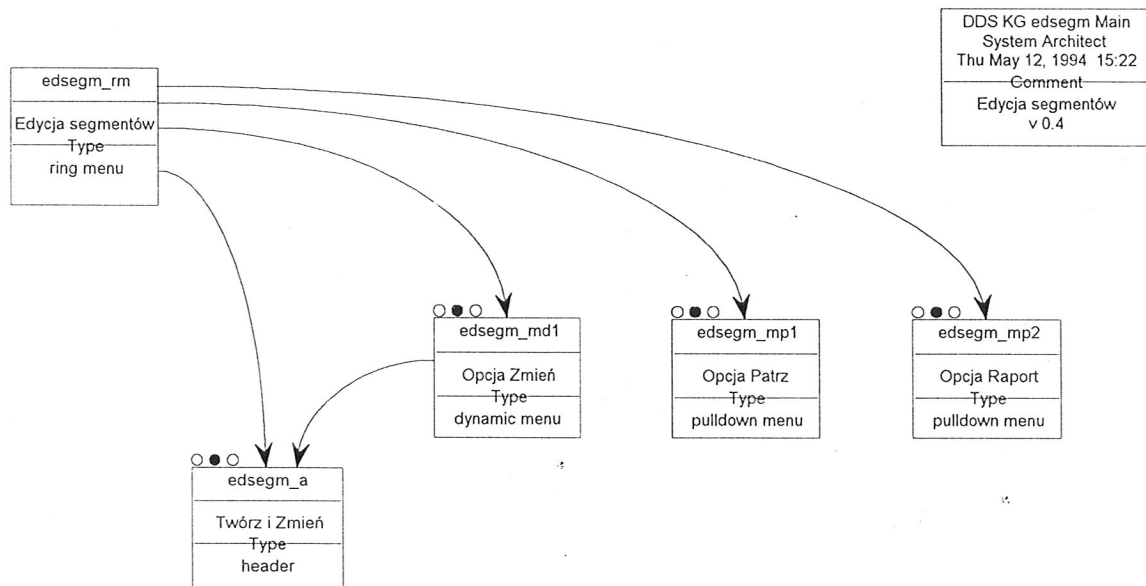 DDS KG edsegm Main
System Architect
Thu May 12, 1994 15:22
Comment
Edycja segmentów
v 0.4
edsegm_rm
Edycja segmentów
Type
ring menu
edsegm_md1
Opcja Zmień
Type
dynamic menu
edsegm_mp1
Opcja Patrz
Type
pulldown menu
edsegm_mp2
Opcja Raport
Type
pulldown menu
edsegm_a
Twórz i Zmień
Type
header